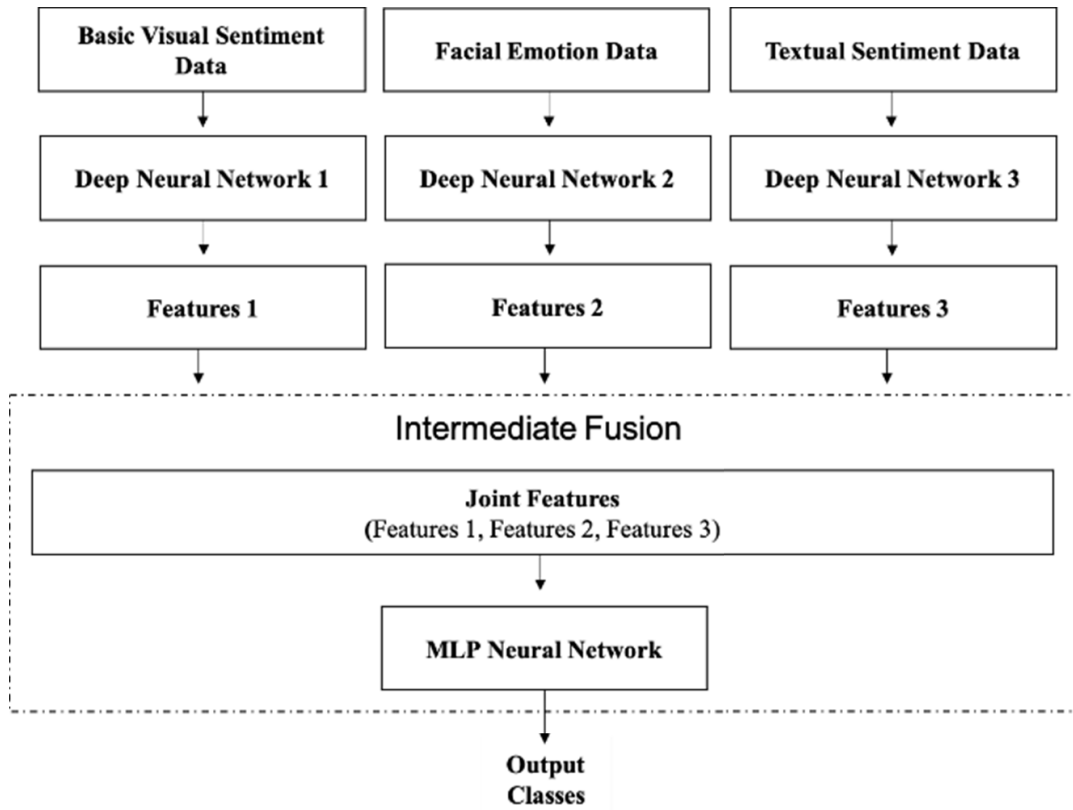 Basic Visual Sentiment
Data
Facial Emotion Data
Textual Sentiment Data
Deep Neural Network 1
Deep Neural Network 2
Deep Neural Network 3
Features 1
Features 2
Features 3
Intermediate Fusion
Joint Features
(Features 1, Features 2, Features 3)
MLP Neural Network
Output
Classes